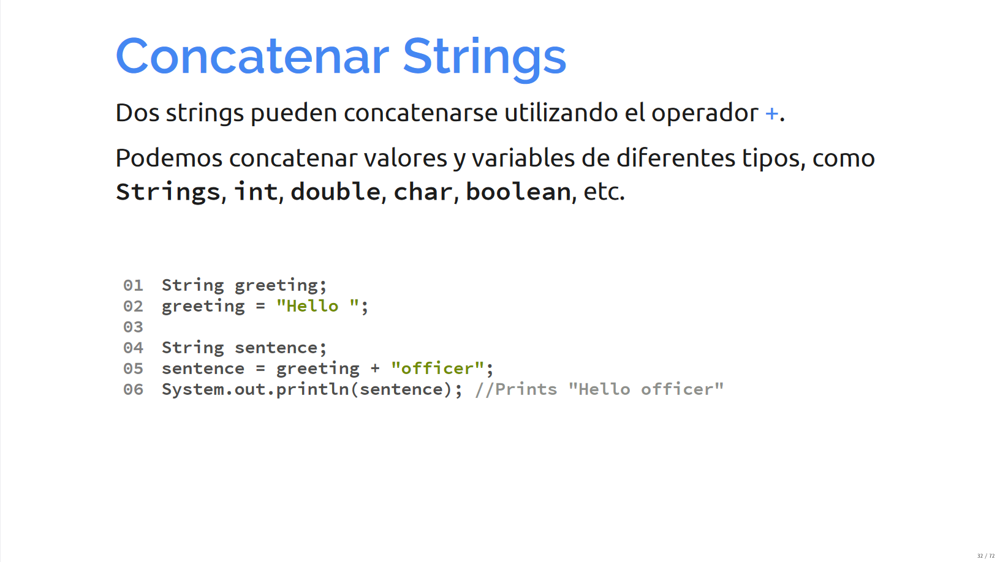 Concatenar Strings
Dos strings pueden concatenarse utilizando el operador +.
Podemos concatenar valores y variables de diferentes tipos, como
Strings, int, double, char, boolean, etc.
01 String greeting;
02 greeting = "Hello ";
03
04 String sentence;
05 sentence = greeting + "officer";
06 System.out.println(sentence); //Prints "Hello officer"
32 / 72